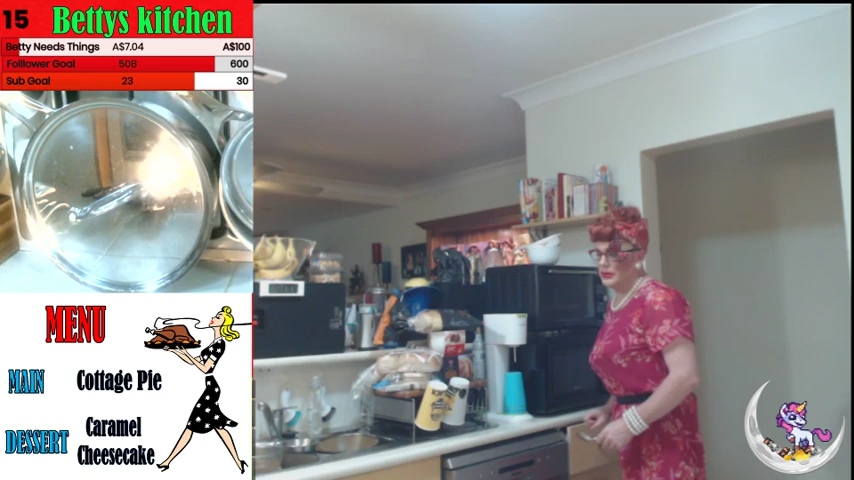 15 Bettys kitchen
Betty Needs Things A$7.04 A$100
Folllower Goal 508 600
Sub Goal 23 30
MENU
MAIN Cottage Pie
DESSERT Caramel Cheesecake